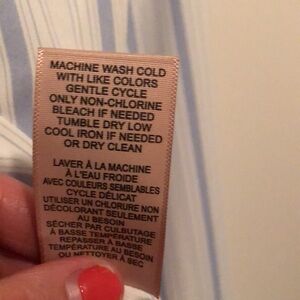 MACHINE WASH COLD
WITH LIKE COLORS
GENTLE CYCLE
ONLY NON-CHLORINE
BLEACH IF NEEDED
TUMBLE DRY LOW
COOL IRON IF NEEDED
OR DRY CLEAN
LAVER À LA MACHINE
À L'EAU FROIDE
AVEC COULEURS SEMBLABLES
CYCLE DÉLICAT
UTILISER UN CHLORURE NON
DÉCOLORANT SEULEMENT
AU BESOIN
SÉCHER PAR CULBUTAGE
À BASSE TEMPÉRATURE
REPASSER À BASSE
TEMPÉRATURE AU BESOIN
OU NETTOYER À SEC